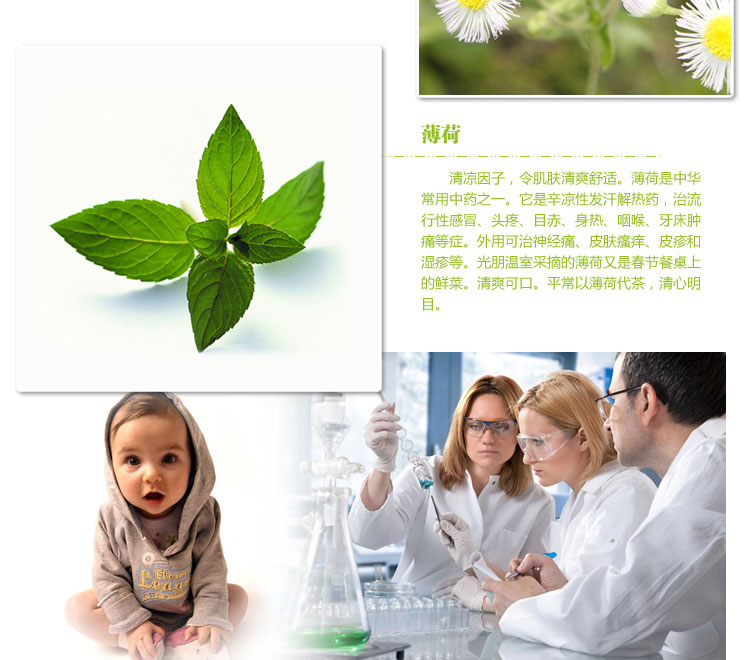 薄荷
清凉因子，令肌肤清爽舒适。薄荷是中华
常用中药之一。它是辛凉性发汗解热药，治流
行性感冒、头疼、目赤、身热、咽喉、牙床肿
痛等症。外用可治神经痛、皮肤瘙痒、皮疹和
湿疹等。光朋温室采摘的薄荷又是春节餐桌上
的鲜菜。清爽可口。平常以薄荷代茶，清心明
目。